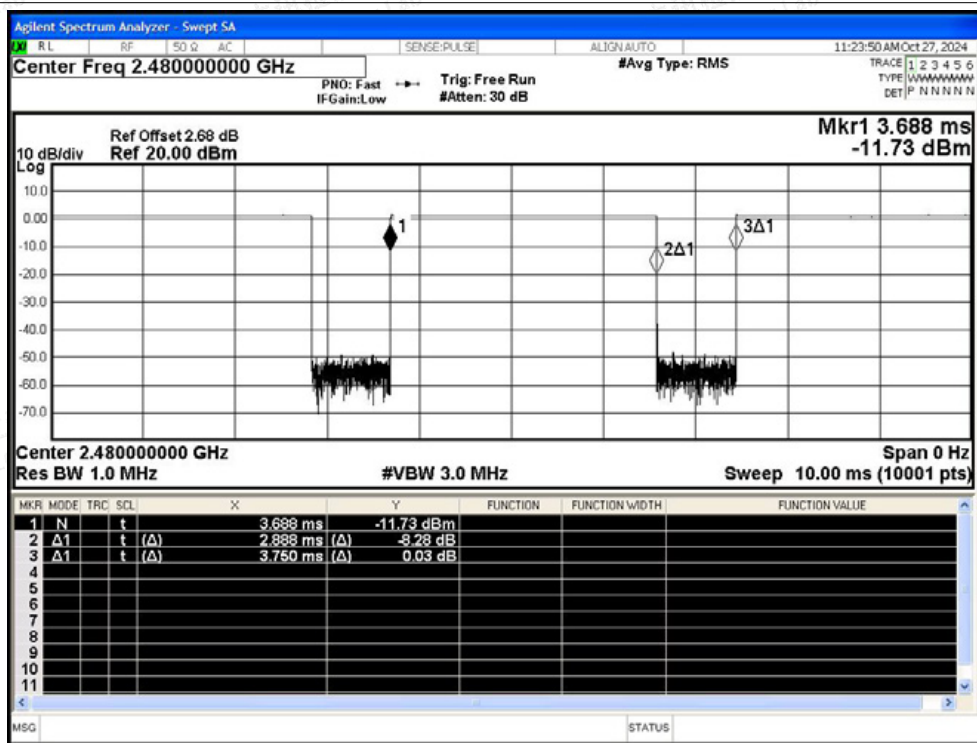 Agilent Spectrum Analyzer - Swept SA
RL RF 50 Ω AC SENSE:PULSE ALIGN AUTO 11:23:50 AM Oct 27, 2024
Center Freq 2.480000000 GHz
#Avg Type: RMS
TRACE 1 2 3 4 5 6
PNO: Fast
Trig: Free Run
TYPE WWWWWW
IFGain:Low
#Atten: 30 dB
DET P N N N N N
Mkr1 3.688 ms
Ref Offset 2.68 dB
-11.73 dBm
10 dB/div Ref 20.00 dBm
Log
10.0
0.00
1
3Δ1
-10.0
2Δ1
-20.0
-30.0
-40.0
-50.0
-60.0
-70.0
Center 2.480000000 GHz Span 0 Hz
Res BW 1.0 MHz #VBW 3.0 MHz Sweep 10.00 ms (10001 pts)
MKR MODE TRC SCL X Y FUNCTION FUNCTION WIDTH FUNCTION VALUE
1 N t 3.688 ms -11.73 dBm
2 Δ1 t (Δ) 2.888 ms (Δ) -8.28 dB
3 Δ1 t (Δ) 3.750 ms (Δ) 0.03 dB
4
5
6
7
8
9
10
11
MSG STATUS